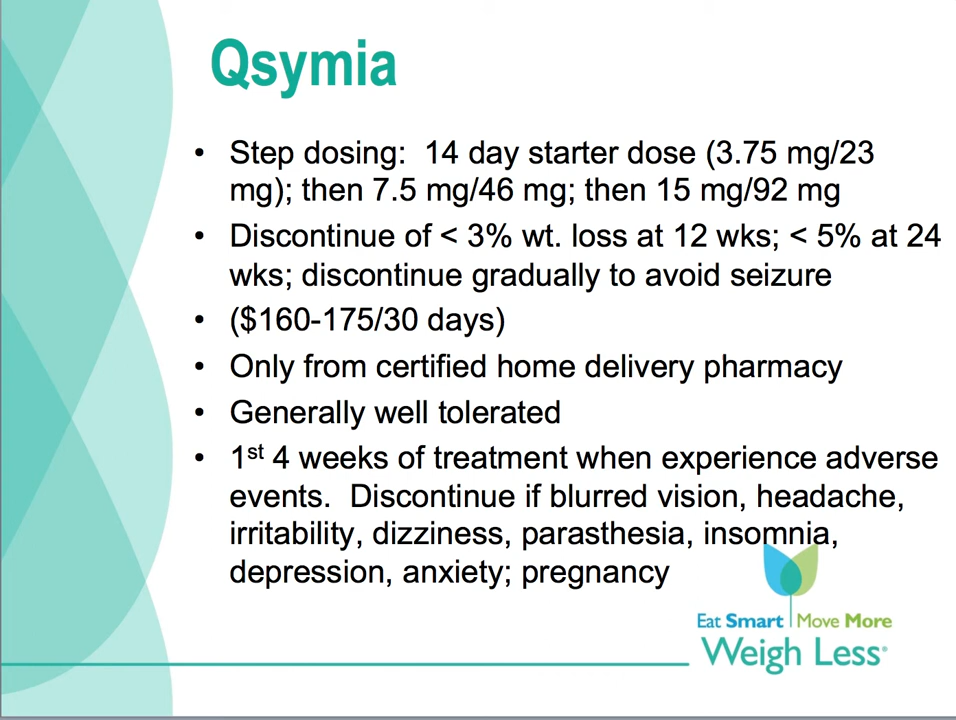 Qsymia
• Step dosing:  14 day starter dose (3.75 mg/23
mg); then 7.5 mg/46 mg; then 15 mg/92 mg
• Discontinue of < 3% wt. loss at 12 wks; < 5% at 24
wks; discontinue gradually to avoid seizure
• ($160-175/30 days)
• Only from certified home delivery pharmacy
• Generally well tolerated
• 1st 4 weeks of treatment when experience adverse
events.  Discontinue if blurred vision, headache,
irritability, dizziness, parasthesia, insomnia,
depression, anxiety; pregnancy
Eat Smart Move More
Weigh Less®